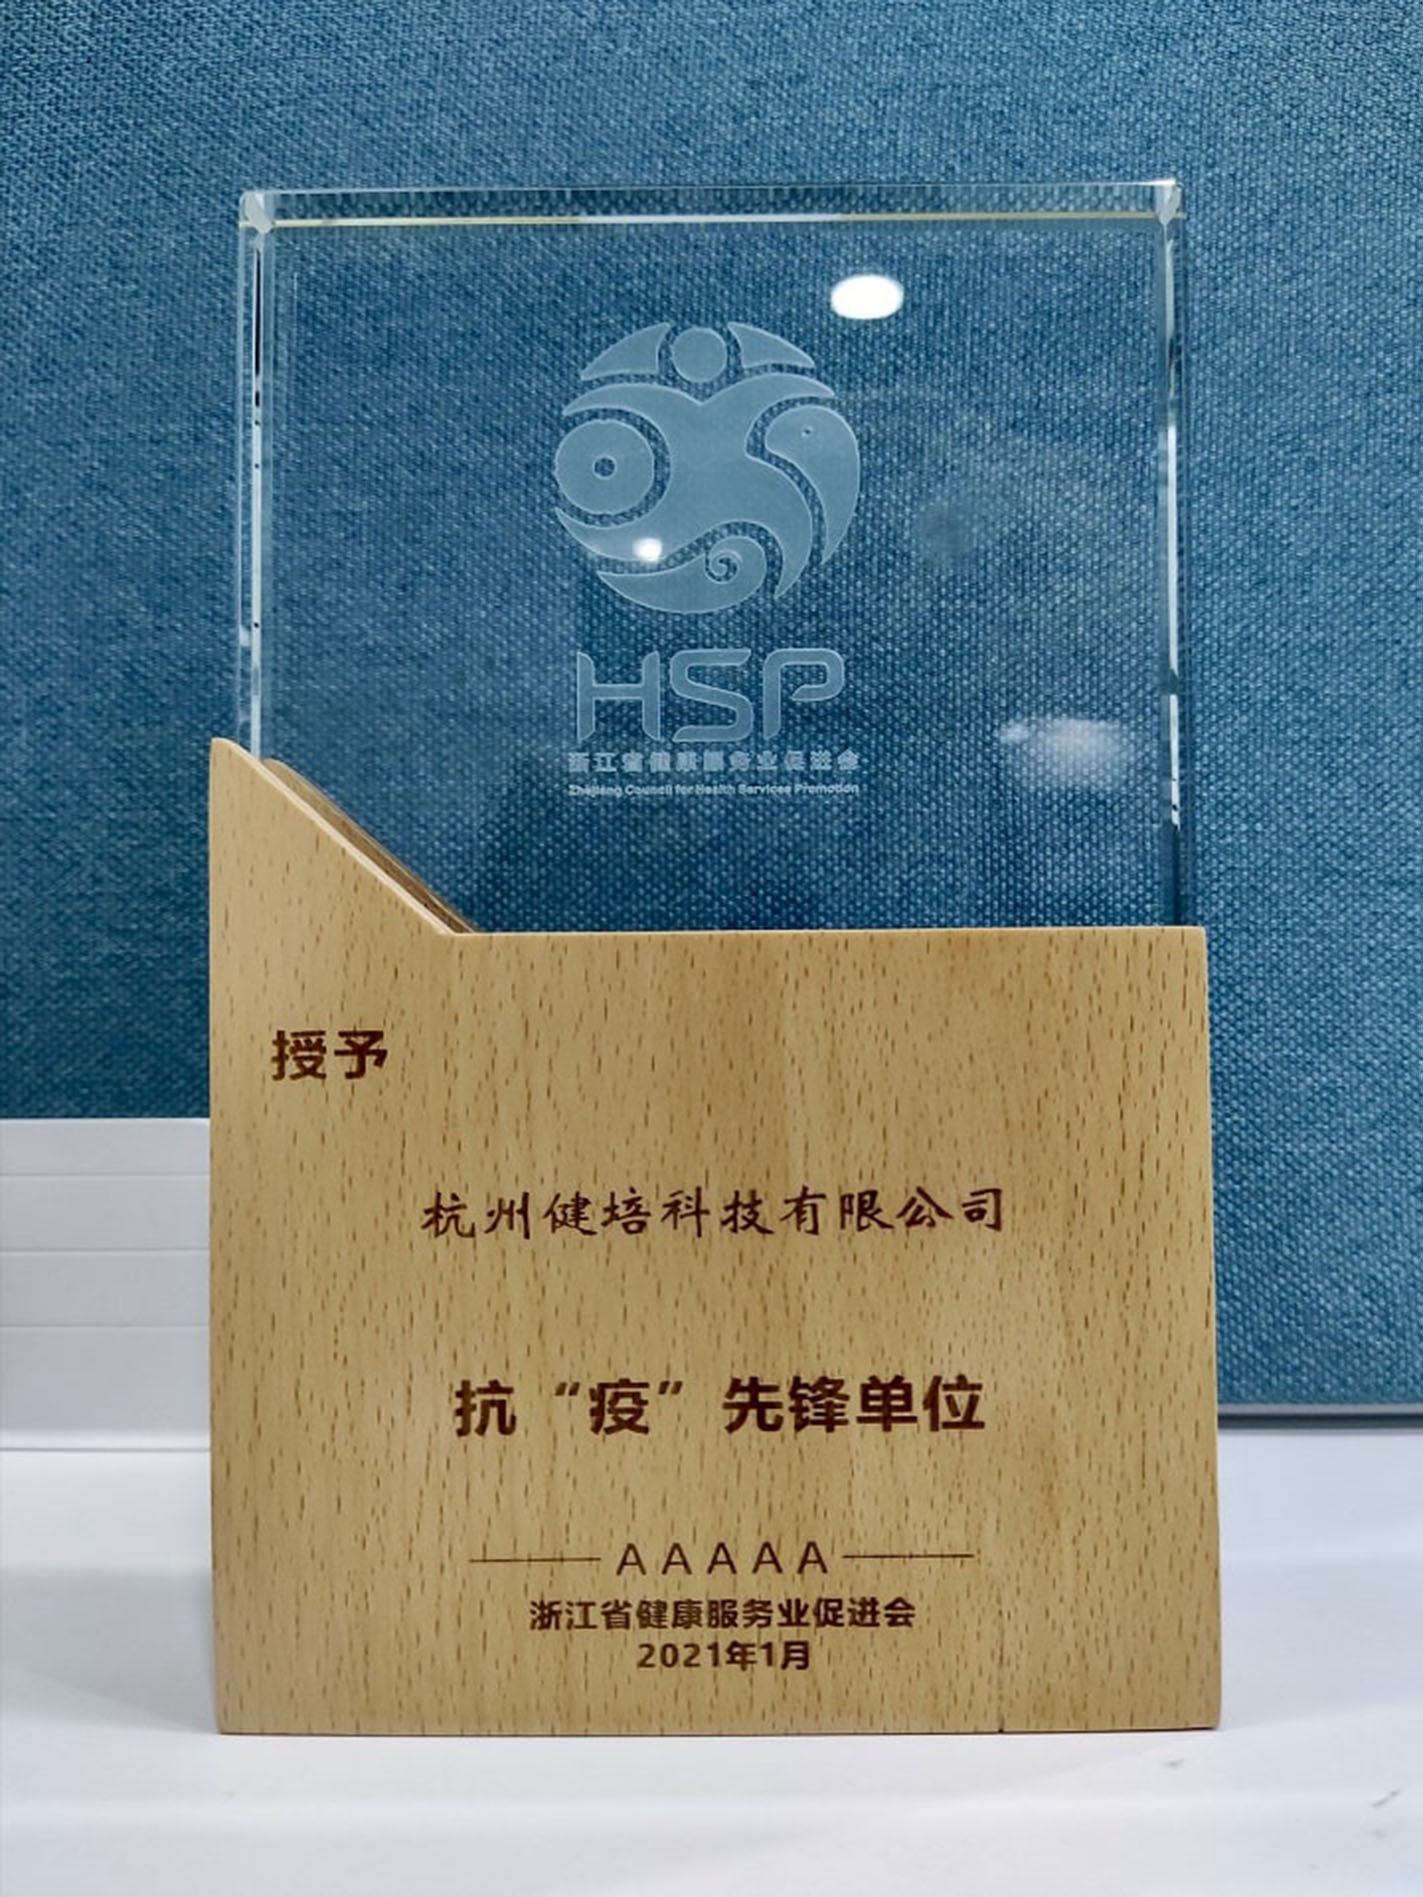 HSP
浙江省健康服务业促进会
Zhejiang Council for Health Services Promotion
授予
杭州健培科技有限公司
抗“疫”先锋单位
AAAAA
浙江省健康服务业促进会
2021年1月